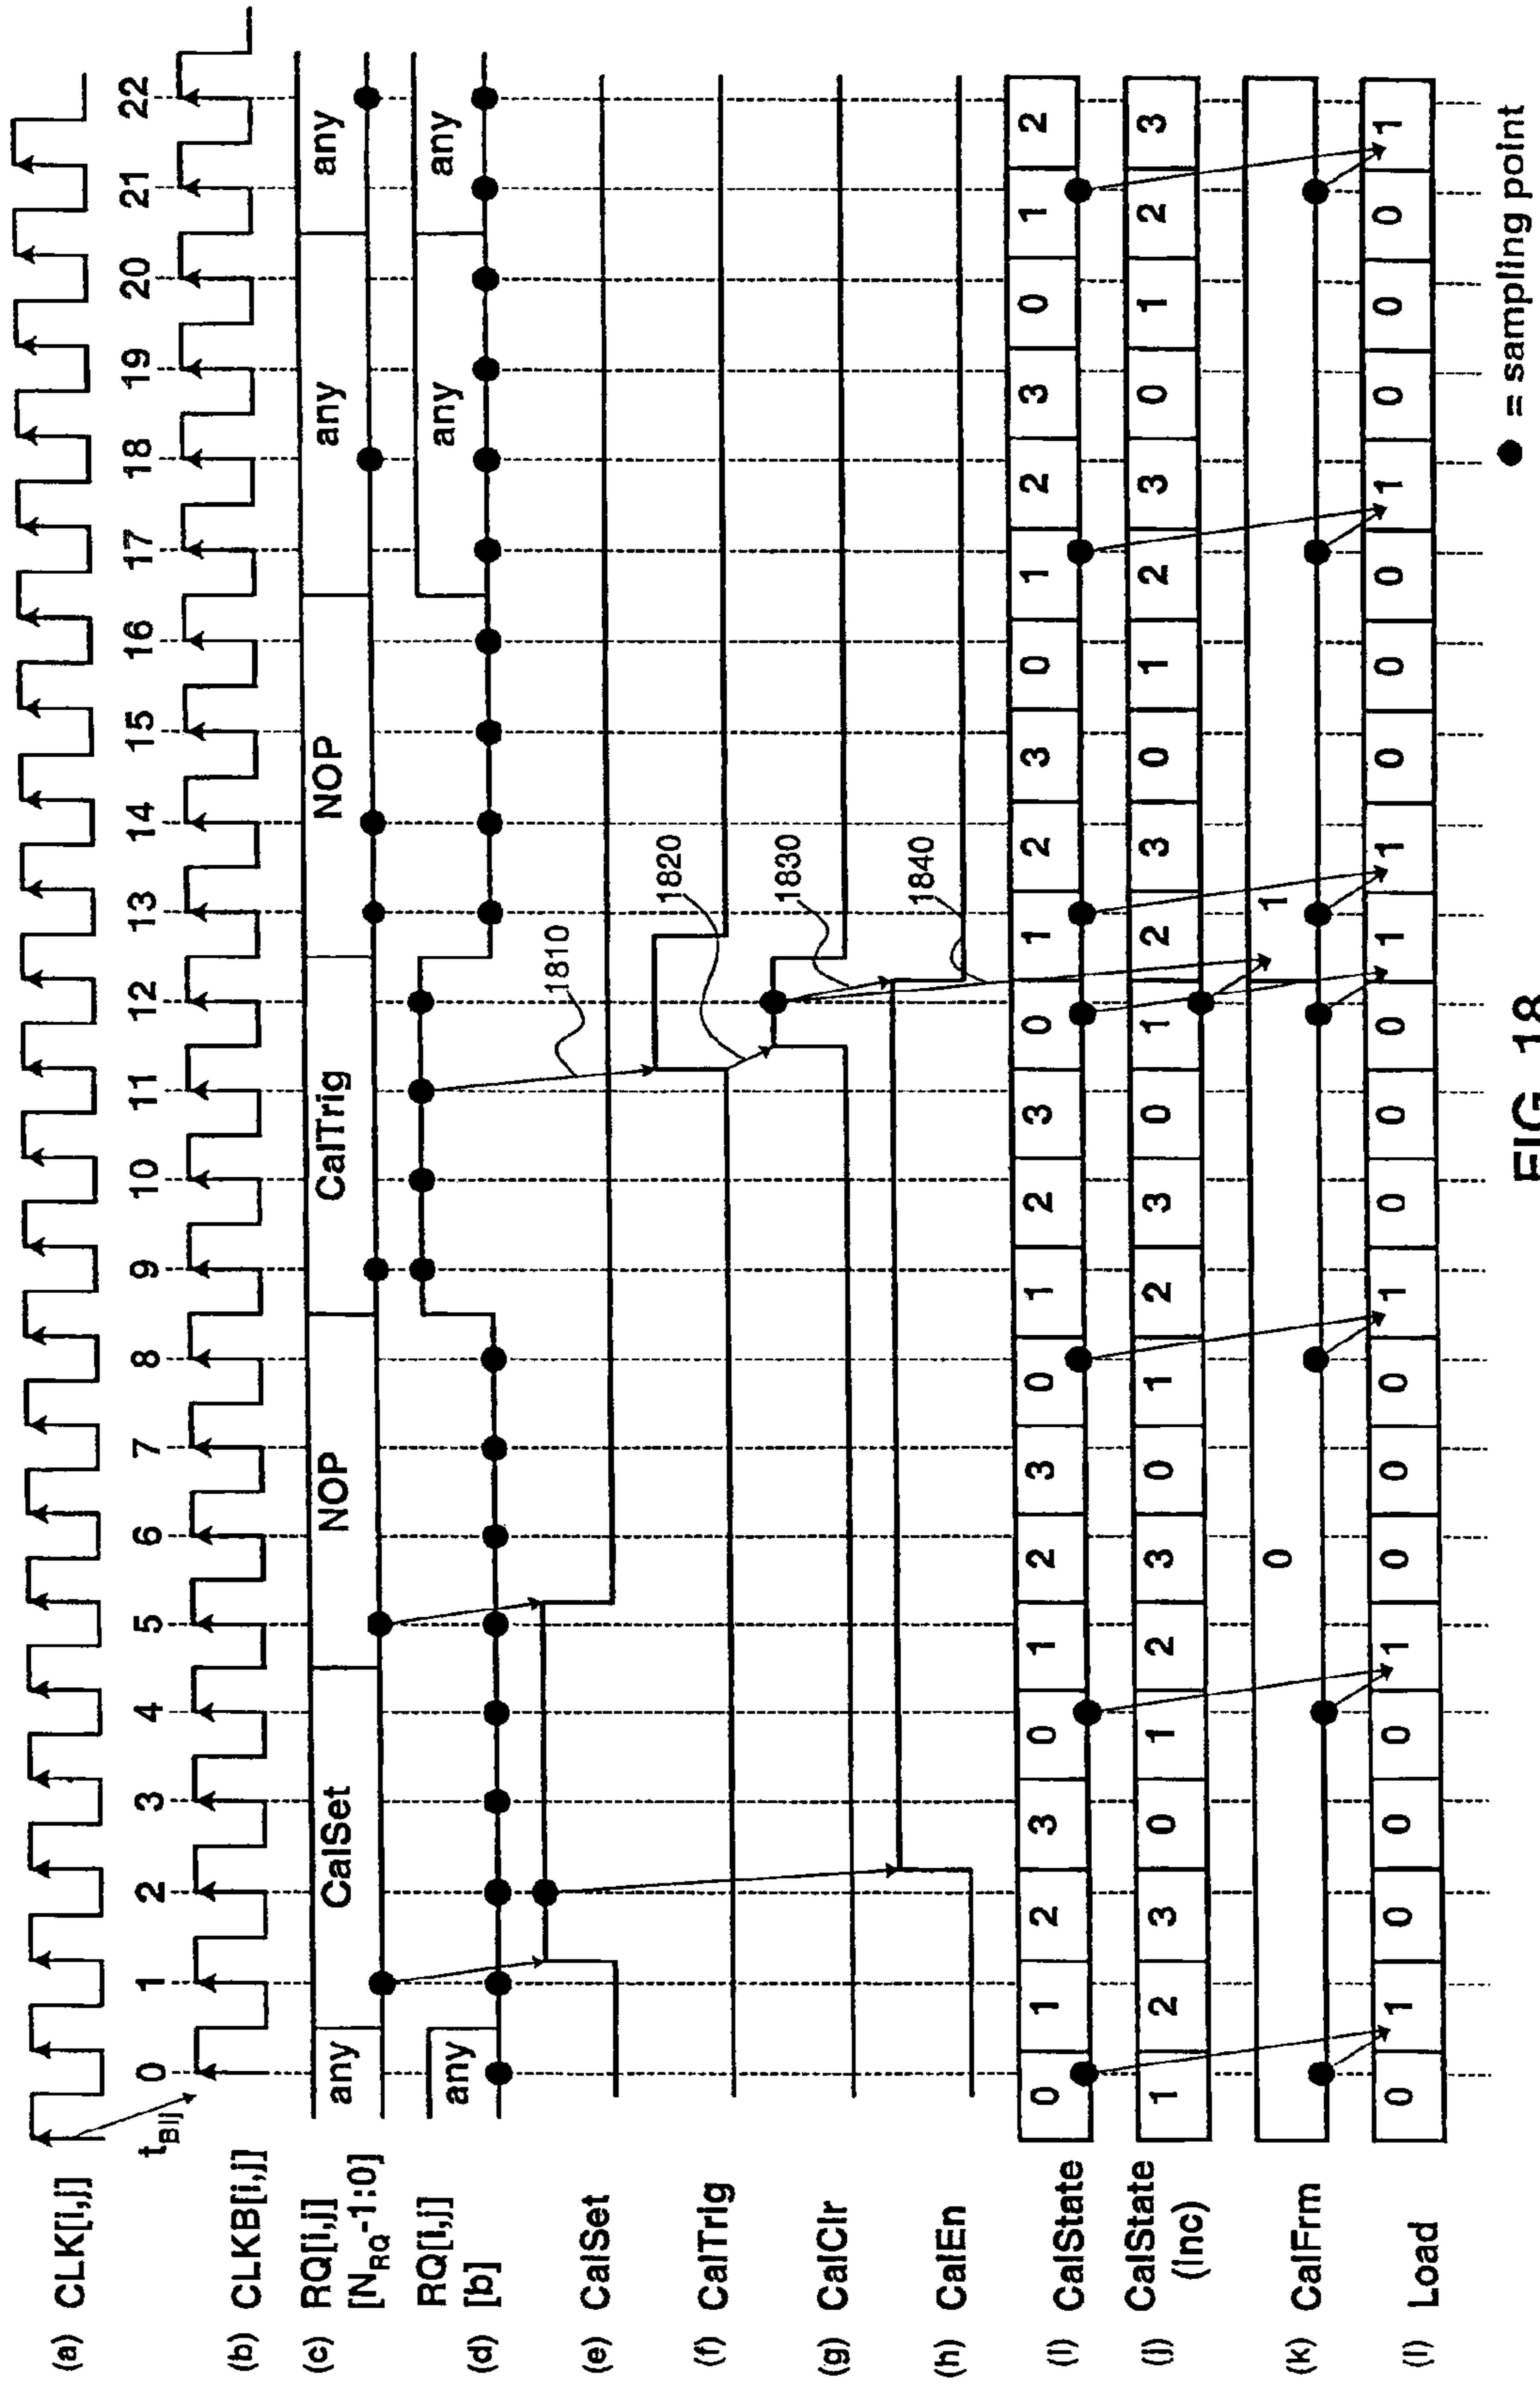 (a) CLK[i,j]
t_Bij 0 1 2 3 4 5 6 7 8 9 10 11 12 13 14 15 16 17 18 19 20 21 22
(b) CLKB[i,j]
(c) RQ[i,j] any CalSet NOP CalTrig NOP any any
[N_RQ-1:0]
RQ[i,j] any any any
(d) [b]
1810
(e) CalSet
1820
(f) CalTrig
1830
(g) CalClr
1840
(h) CalEn
(i) CalState 0 1 2 3 0 1 2 3 0 1 2 3 0 1 2 3 0 1 2 3 0 1 2
(j) CalState 1 2 3 0 1 2 3 0 1 2 3 0 1 2 3 0 1 2 3 0 1 2 3
(inc)
(k) CalFrm 0 1
(l) Load 0 1 0 0 0 1 0 0 0 1 0 0 0 1 1 0 0 0 1 0 0 0 1
= sampling point
FIG. 18